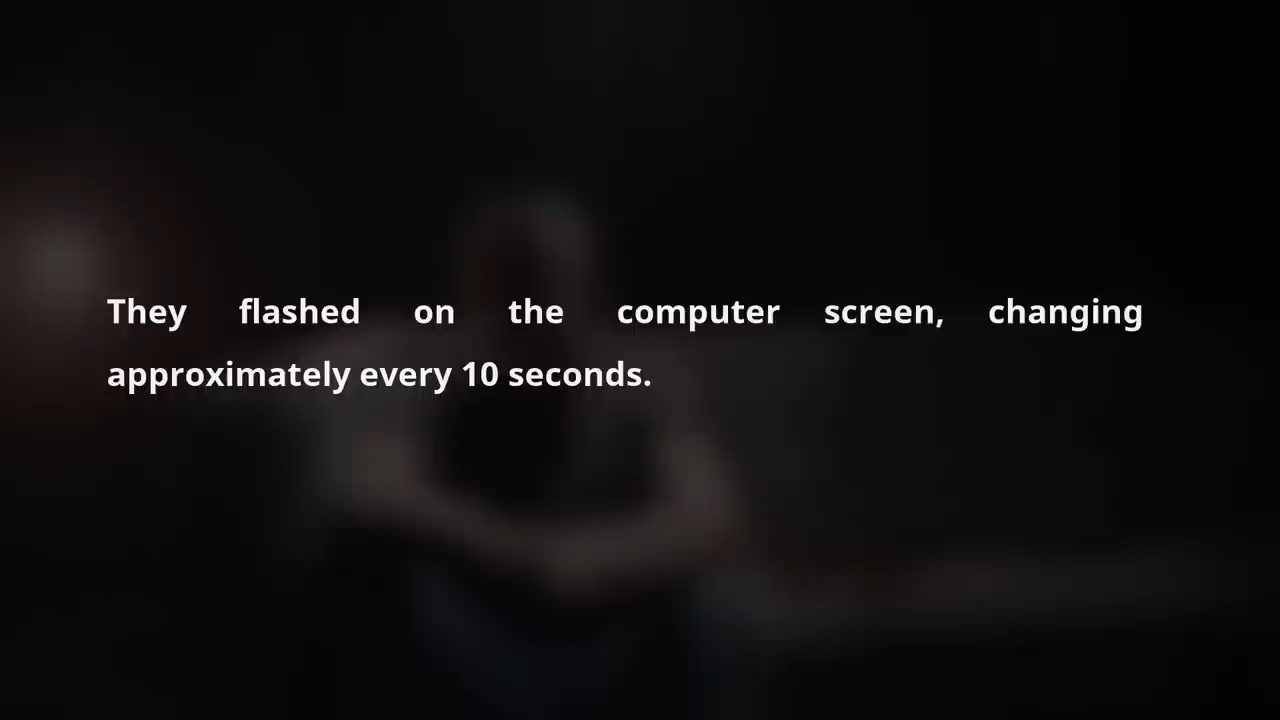 They flashed on the computer screen, changing
approximately every 10 seconds.